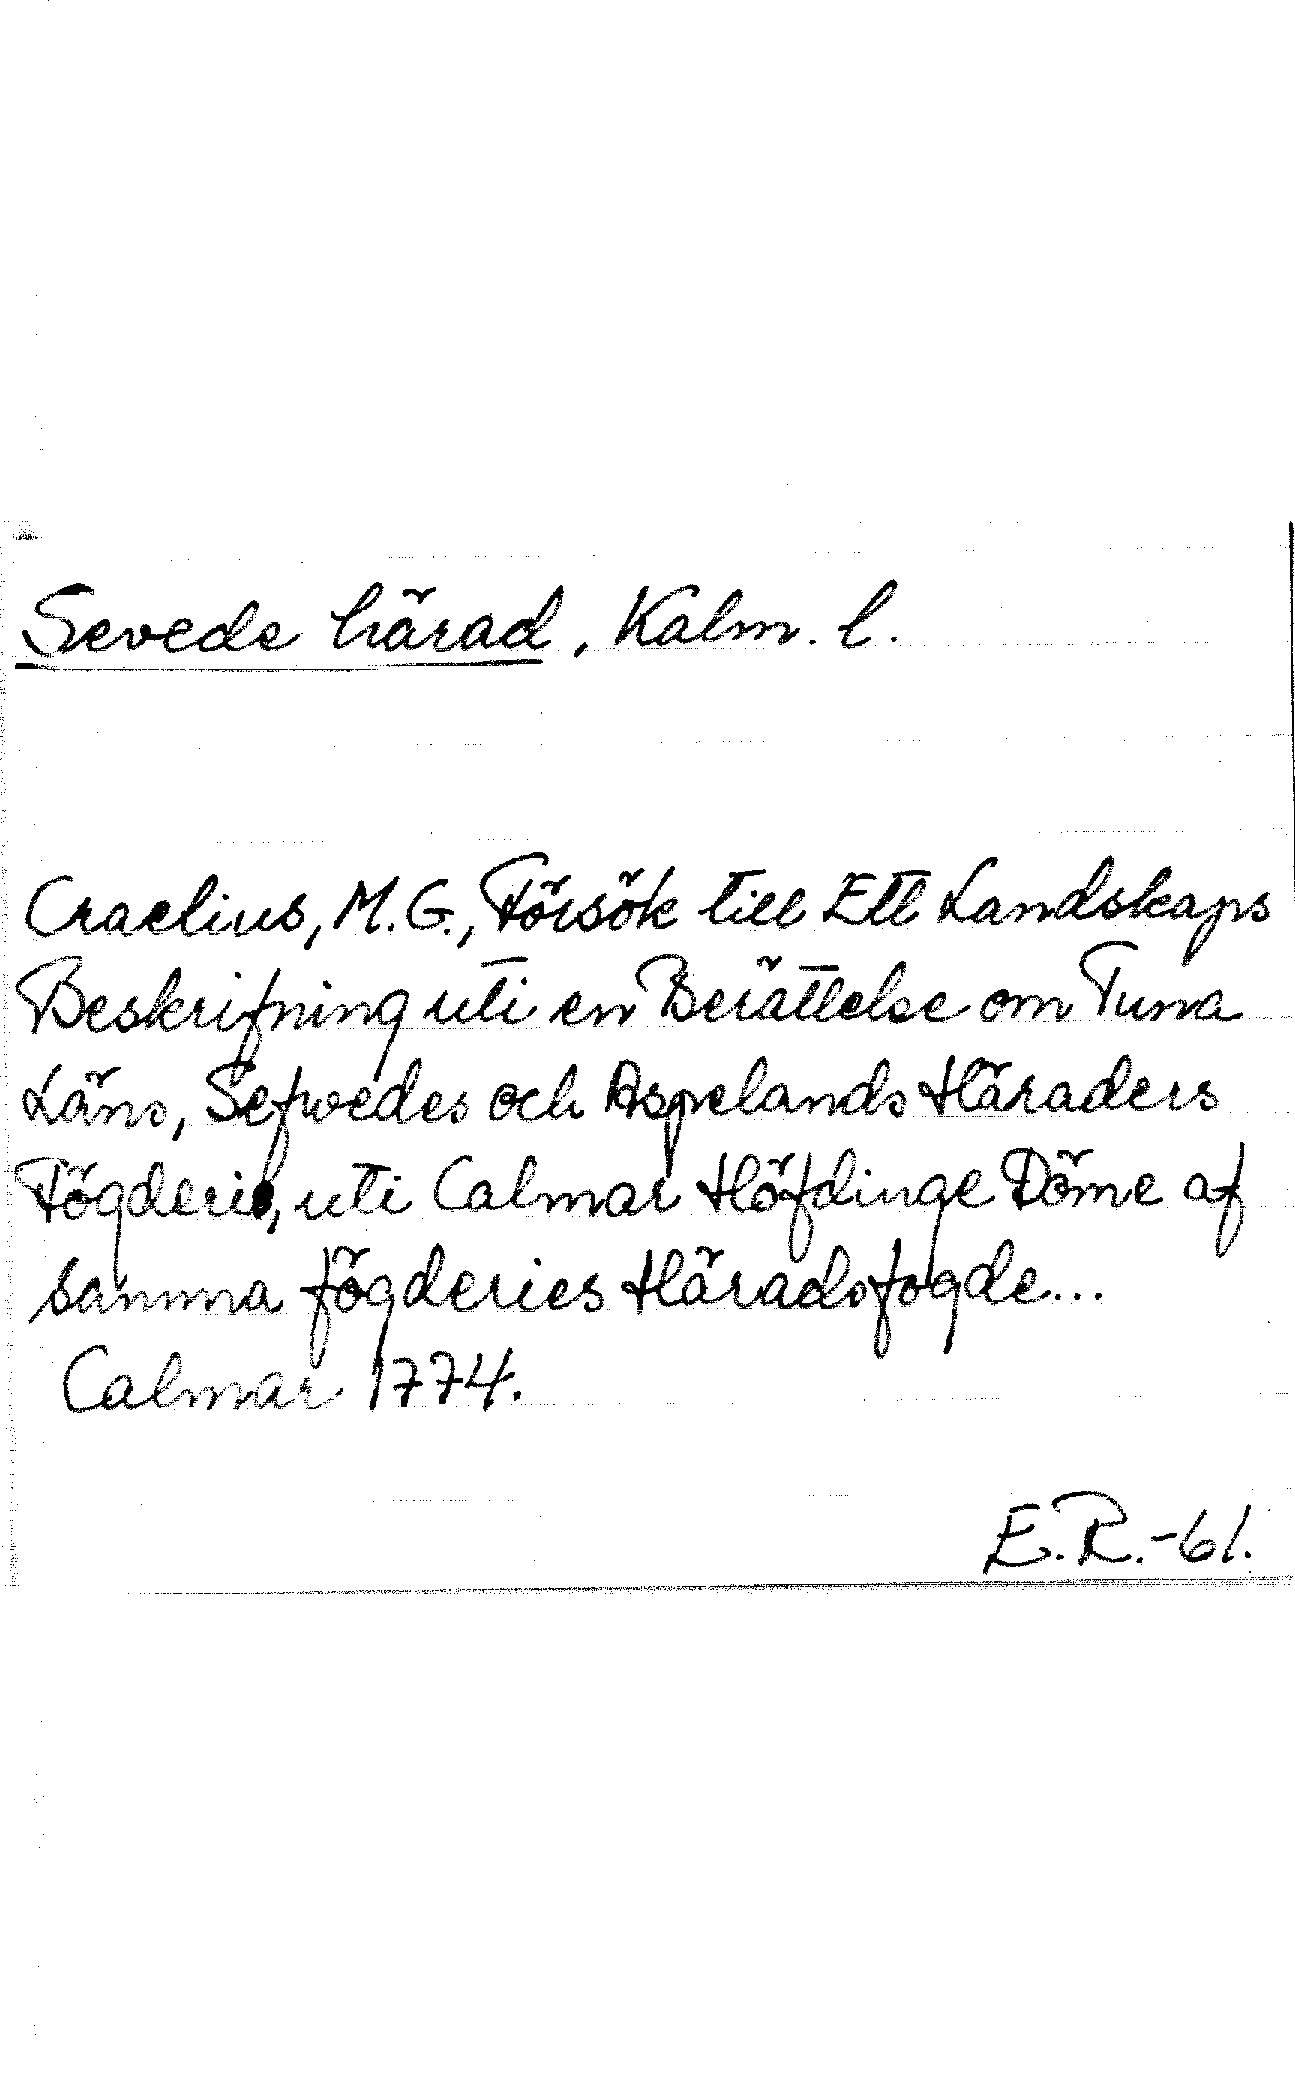 Sevede härad, Kalm. l.
Craelius, M.G., Försök till Ett Landskaps
Beskrifning uti en Berättelse om Tuna
Läns, Sefwedes och Aspelands Häraders
Fögderie, uti Calmar Höfdinge Döme af
samma fögderies Häradsfogde...
Calmar 1774.
E.R.-61.